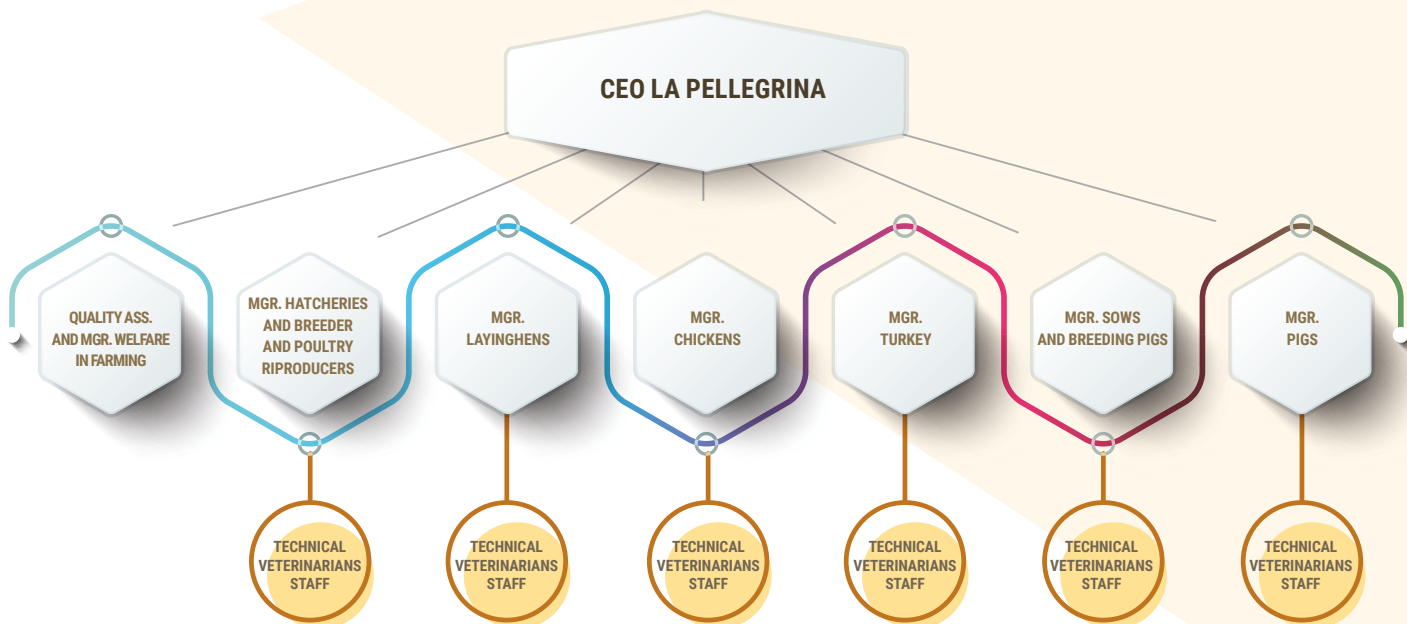 CEO LA PELLEGRINA
QUALITY ASS.
AND MGR. WELFARE
IN FARMING
MGR. HATCHERIES
AND BREEDER
AND POULTRY
RIPRODUCERS
MGR.
LAYINGHENS
MGR.
CHICKENS
MGR.
TURKEY
MGR. SOWS
AND BREEDING PIGS
MGR.
PIGS
TECHNICAL
VETERINARIANS
STAFF
TECHNICAL
VETERINARIANS
STAFF
TECHNICAL
VETERINARIANS
STAFF
TECHNICAL
VETERINARIANS
STAFF
TECHNICAL
VETERINARIANS
STAFF
TECHNICAL
VETERINARIANS
STAFF